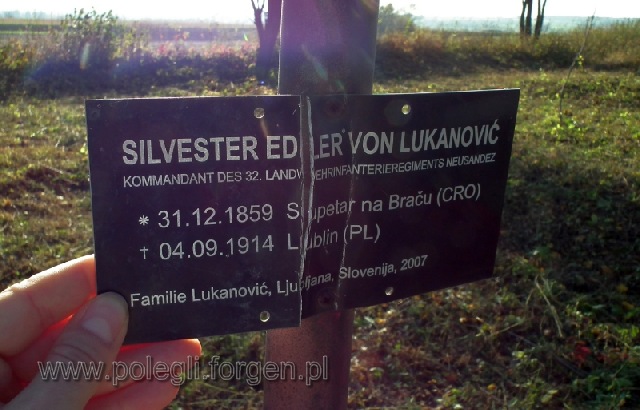 SILVESTER EDLER VON LUKANOVIĆ
KOMMANDANT DES 32. LANDWEHRINFANTERIEREGIMENTS NEUSANDEZ
* 31.12.1859 Supetar na Braču (CRO)
† 04.09.1914 Lublin (PL)
Familie Lukanović, Ljubljana, Slovenija, 2007
www.polegli.forgen.pl